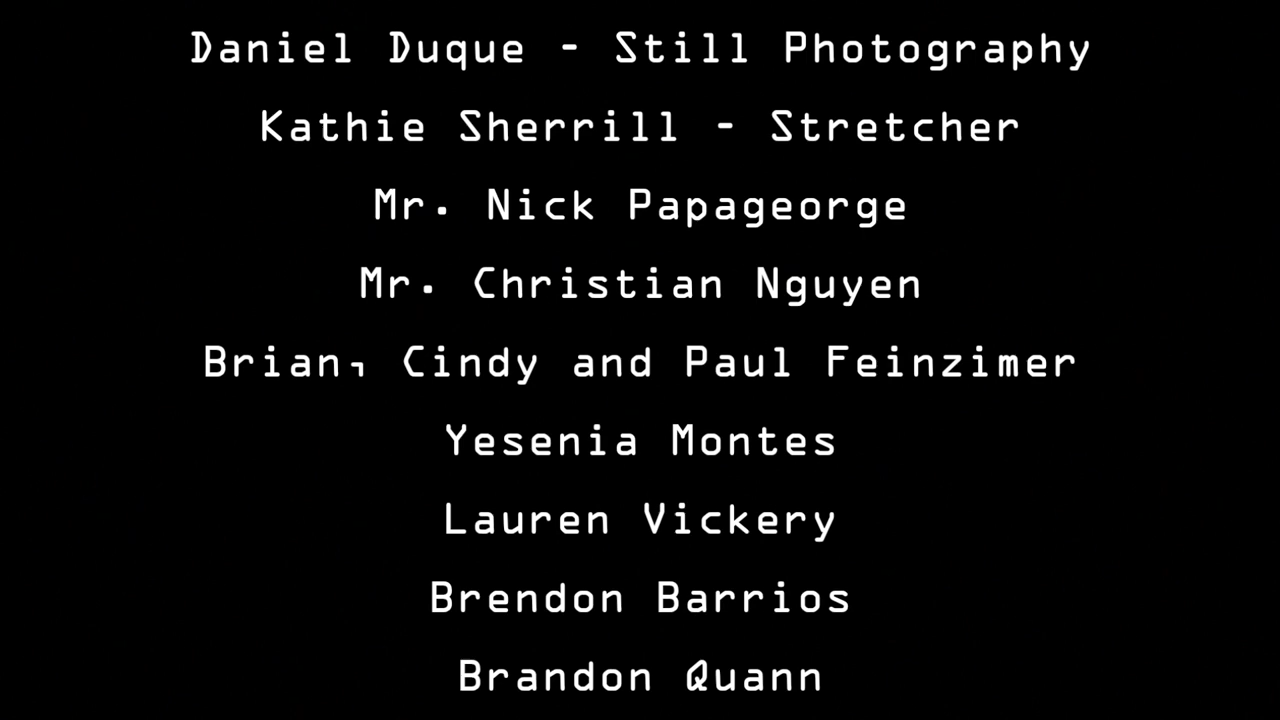 Daniel Duque - Still Photography
Kathie Sherrill - Stretcher
Mr. Nick Papageorge
Mr. Christian Nguyen
Brian, Cindy and Paul Feinzimer
Yesenia Montes
Lauren Vickery
Brendon Barrios
Brandon Quann